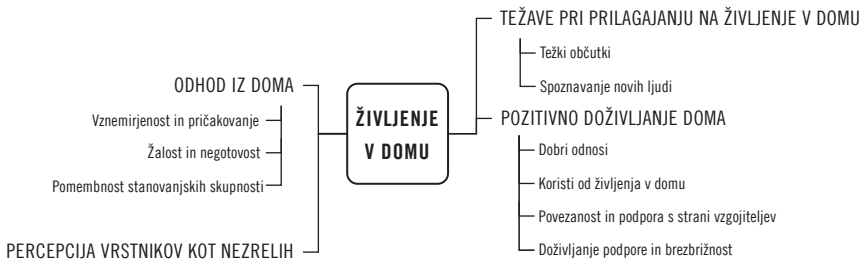 TEŽAVE PRI PRILAGAJANJU NA ŽIVLJENJE V DOMU
Težki občutki
Spoznavanje novih ljudi
ODHOD IZ DOMA
Vznemirjenost in pričakovanje
Žalost in negotovost
Pomembnost stanovanjskih skupnosti
ŽIVLJENJE
V DOMU
POZITIVNO DOŽIVLJANJE DOMA
Dobri odnosi
Koristi od življenja v domu
Povezanost in podpora s strani vzgojiteljev
Doživljanje podpore in brezbrižnost
PERCEPCIJA VRSTNIKOV KOT NEZRELIH